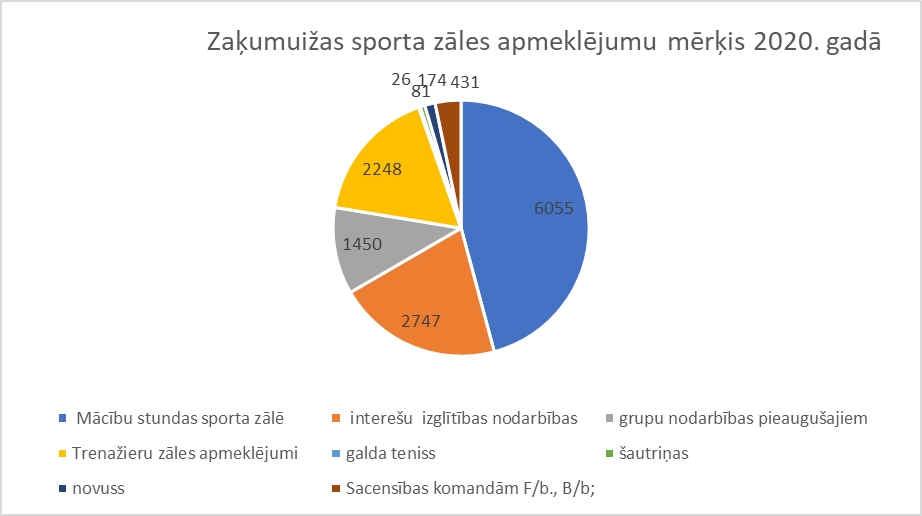 Zaķumuižas sporta zāles apmeklējumu mērķis 2020. gadā
26
81
174
431
6055
2248
1450
2747
Mācību stundas sporta zālē
interešu izglītības nodarbības
grupu nodarbības pieaugušajiem
Trenažieru zāles apmeklējumi
galda teniss
šautriņas
novuss
Sacensības komandām F/b., B/b;